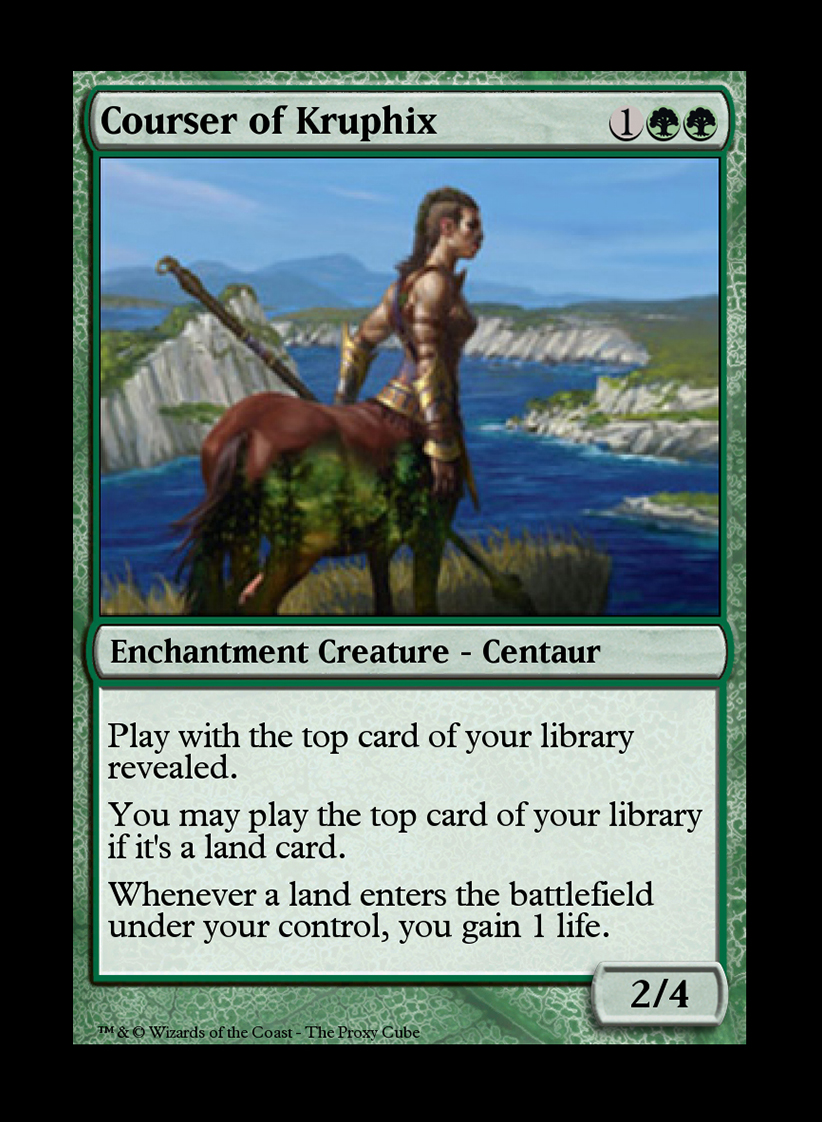 Courser of Kruphix 1
Enchantment Creature - Centaur
Play with the top card of your library
revealed.
You may play the top card of your library
if it's a land card.
Whenever a land enters the battlefield
under your control, you gain 1 life.
2/4
™ & © Wizards of the Coast - The Proxy Cube